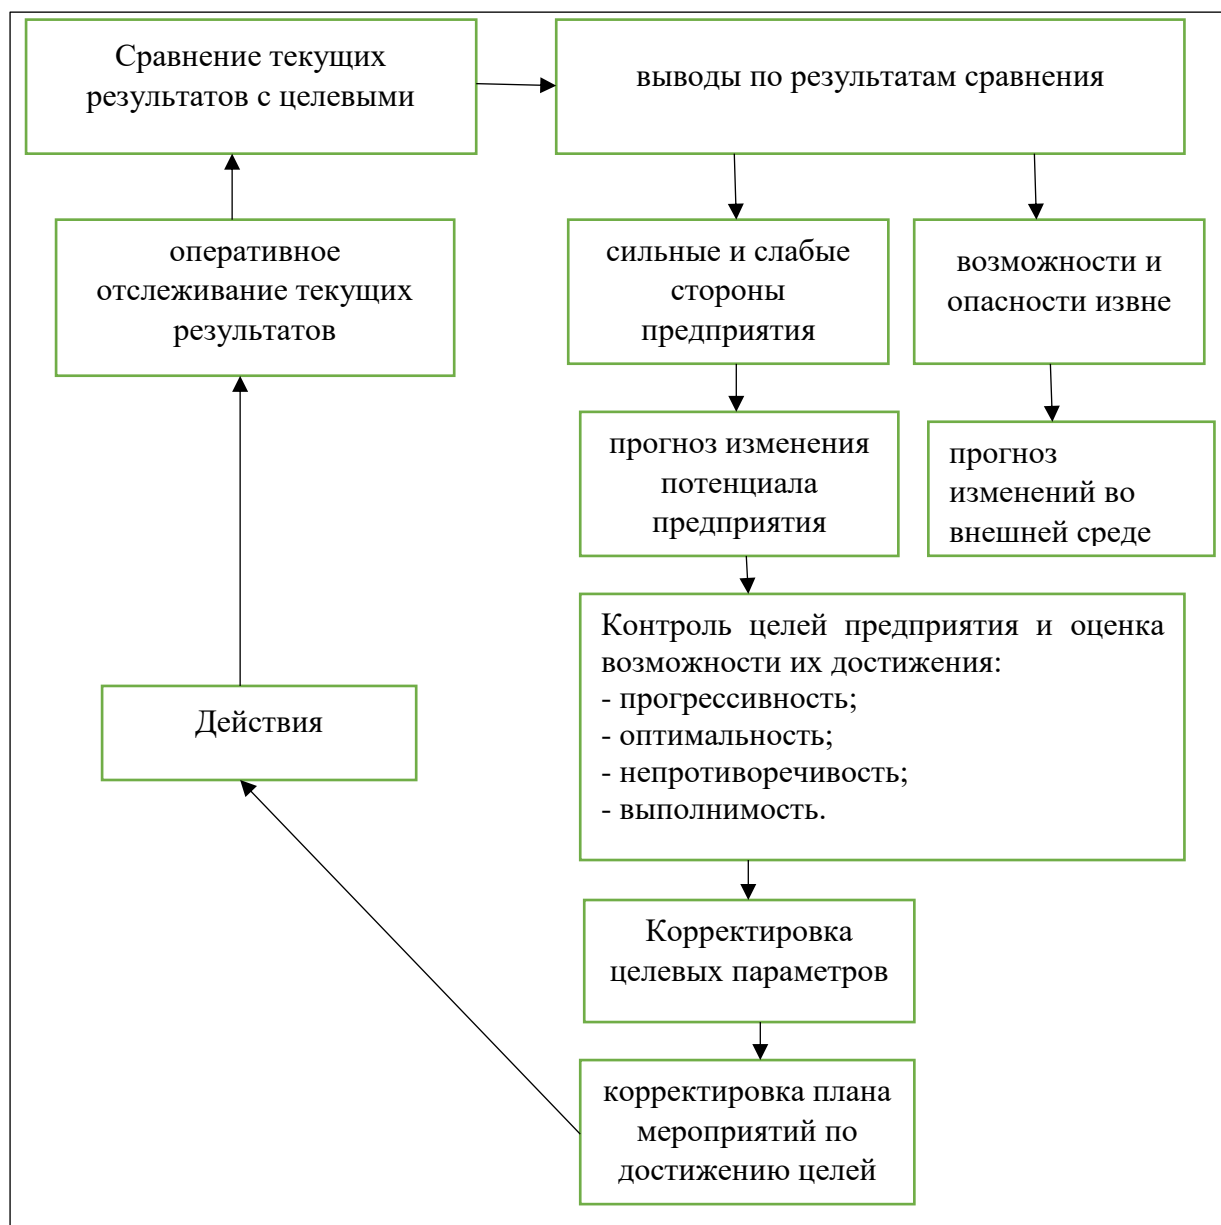 Сравнение текущих
результатов с целевыми
выводы по результатам сравнения
оперативное
отслеживание текущих
результатов
сильные и слабые
стороны
предприятия
возможности и
опасности извне
прогноз изменения
потенциала
предприятия
прогноз
изменений во
внешней среде
Контроль целей предприятия и оценка
возможности их достижения:
- прогрессивность;
- оптимальность;
- непротиворечивость;
- выполнимость.
Действия
Корректировка
целевых параметров
корректировка плана
мероприятий по
достижению целей